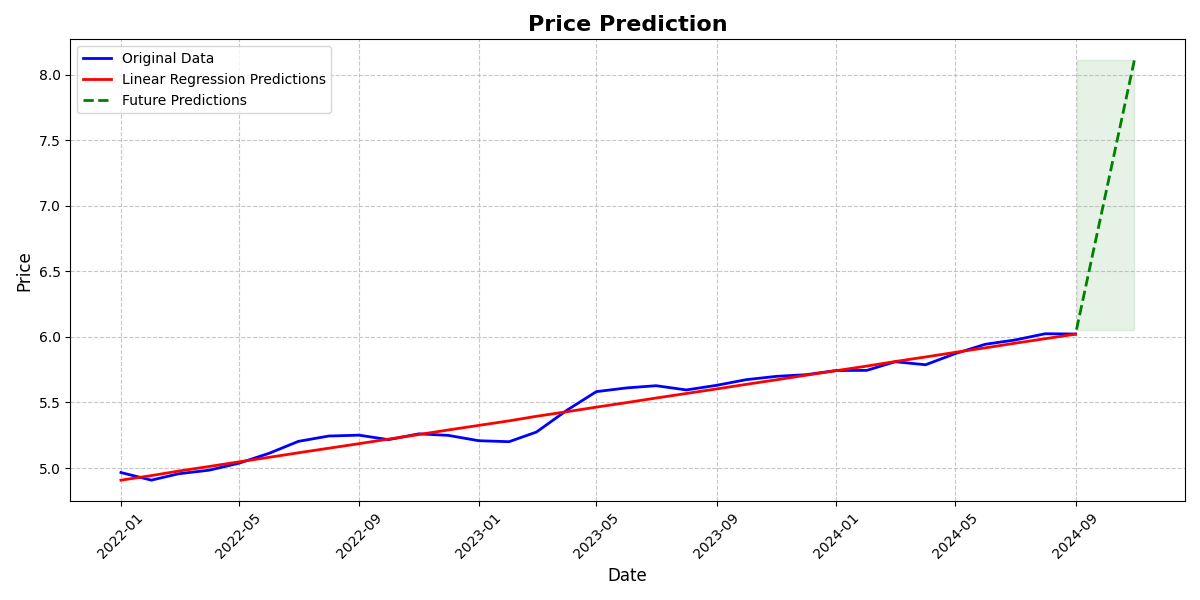 Price Prediction
Original Data
Linear Regression Predictions
Future Predictions
Price
8.0
7.5
7.0
6.5
6.0
5.5
5.0
2022-01
2022-05
2022-09
2023-01
2023-05
2023-09
2024-01
2024-05
2024-09
Date